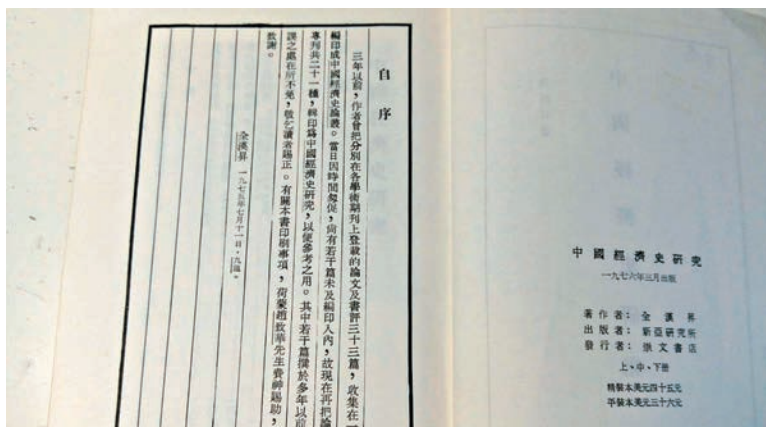 自序
三年以前，作者曾把分別在各學術期刊上登載的論文及書評三十三篇，收集在一
編印成中國經濟史論叢。當日因時間匆促，尚有若干篇未及編印入內，故現在再把論
專刊共二十一種，輯印爲中國經濟史研究，以便參考之用。其中若干篇撰於多年以前
誤之處在所不免，敬乞讀者賜正。有關本書印刷事項，荷蒙趙致華先生費神賜助，
致謝。
全漢昇 一九七五年七月十一日，九龍。
中國經濟史研究
一九七六年三月出版
著作者：全漢昇
出版者：新亞研究所
發行者：崇文書店
上、中、下册
精裝本美元四十五元
平裝本美元三十六元